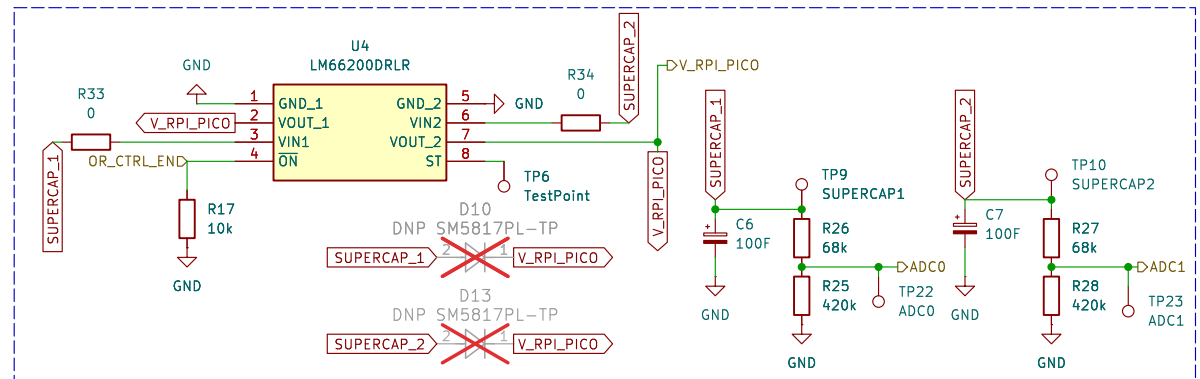 U4
LM66200DRLR
GND
R33
0
V_RPI_PICO
SUPERCAP_1
OR_CTRL_EN
1
2
3
4
GND_1
VOUT_1
VIN1
ON
GND_2
VIN2
VOUT_2
ST
5
6
7
8
GND
R34
0
SUPERCAP_2
V_RPI_PICO
V_RPI_PICO
TP6
TestPoint
R17
10k
GND
D10
DNP SM5817PL-TP
SUPERCAP_1
2
1
V_RPI_PICO
D13
DNP SM5817PL-TP
SUPERCAP_2
2
1
V_RPI_PICO
SUPERCAP_1
+
C6
100F
GND
TP9
SUPERCAP1
R26
68k
R25
420k
GND
ADC0
TP22
ADC0
SUPERCAP_2
+
C7
100F
GND
TP10
SUPERCAP2
R27
68k
R28
420k
GND
ADC1
TP23
ADC1